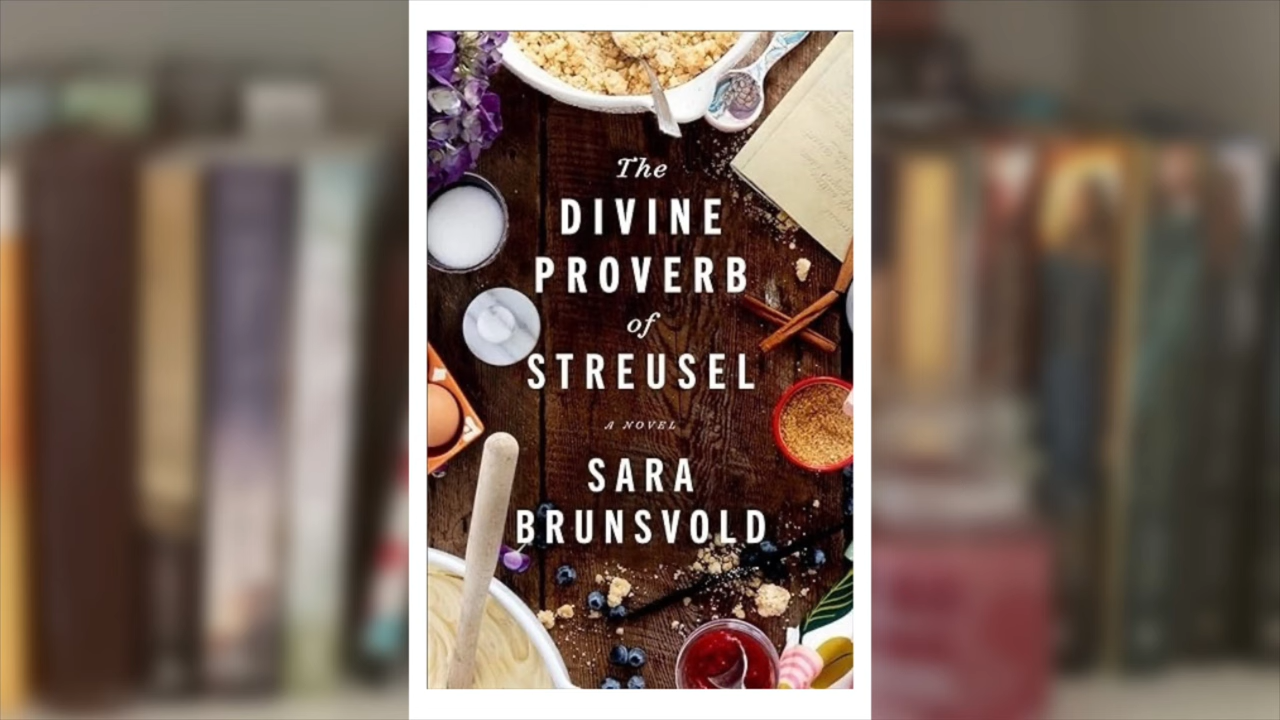 The
DIVINE
PROVERB
of
STREUSEL
A NOVEL
SARA
BRUNSVOLD